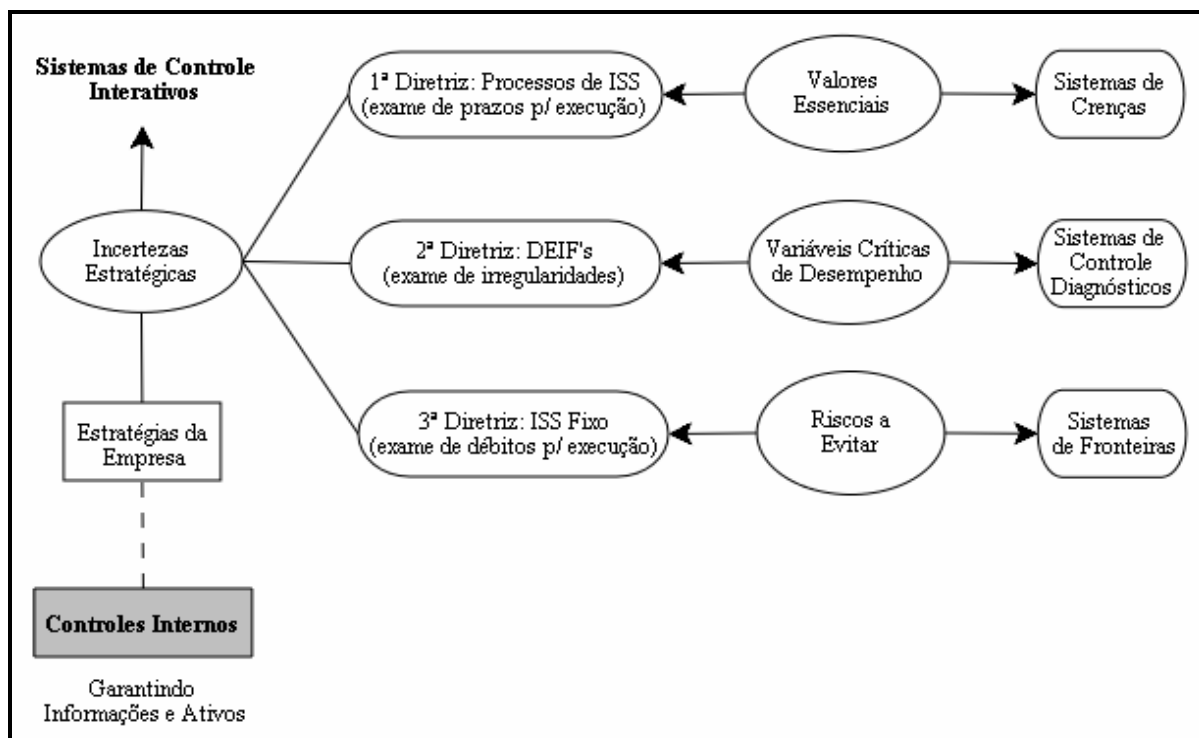 Sistemas de Controle
Interativos
1ª Diretriz: Processos de ISS
(exame de prazos p/ execução)
Valores
Essenciais
Sistemas de
Crenças
Incertezas
Estratégicas
2ª Diretriz: DEIF's
(exame de irregularidades)
Variáveis Críticas
de Desempenho
Sistemas de
Controle
Diagnósticos
3ª Diretriz: ISS Fixo
(exame de débitos p/ execução)
Riscos a
Evitar
Sistemas
de Fronteiras
Estratégias da
Empresa
Controles Internos
Garantindo
Informações e Ativos